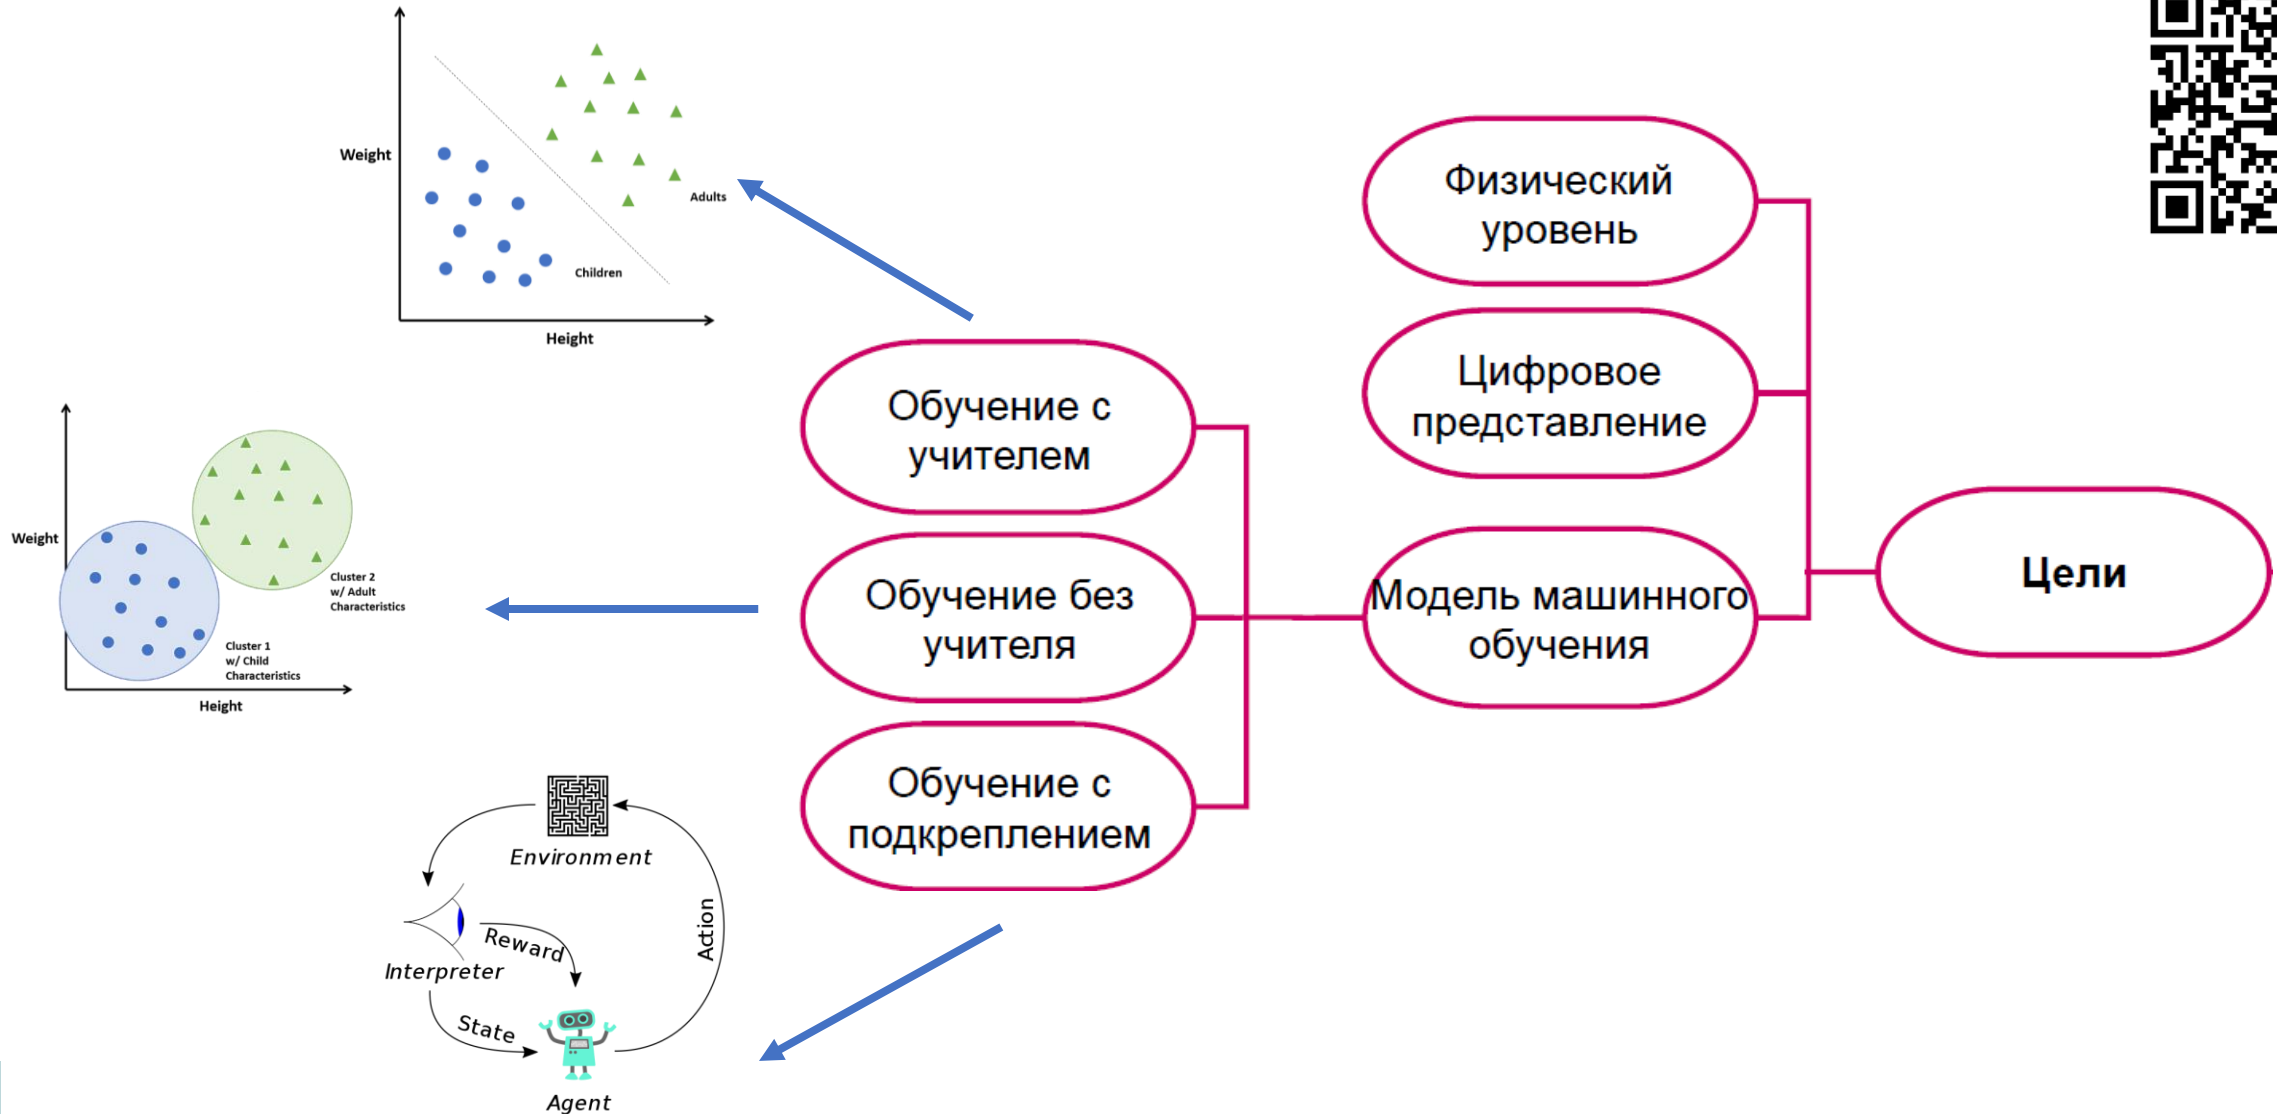 Weight
Adults
Children
Height
Weight
Cluster 2
w/ Adult
Characteristics
Cluster 1
w/ Child
Characteristics
Height
Environment
Interpreter
Reward
State
Action
Agent
Обучение с
учителем
Обучение без
учителя
Обучение с
подкреплением
Физический
уровень
Цифровое
представление
Модель машинного
обучения
Цели